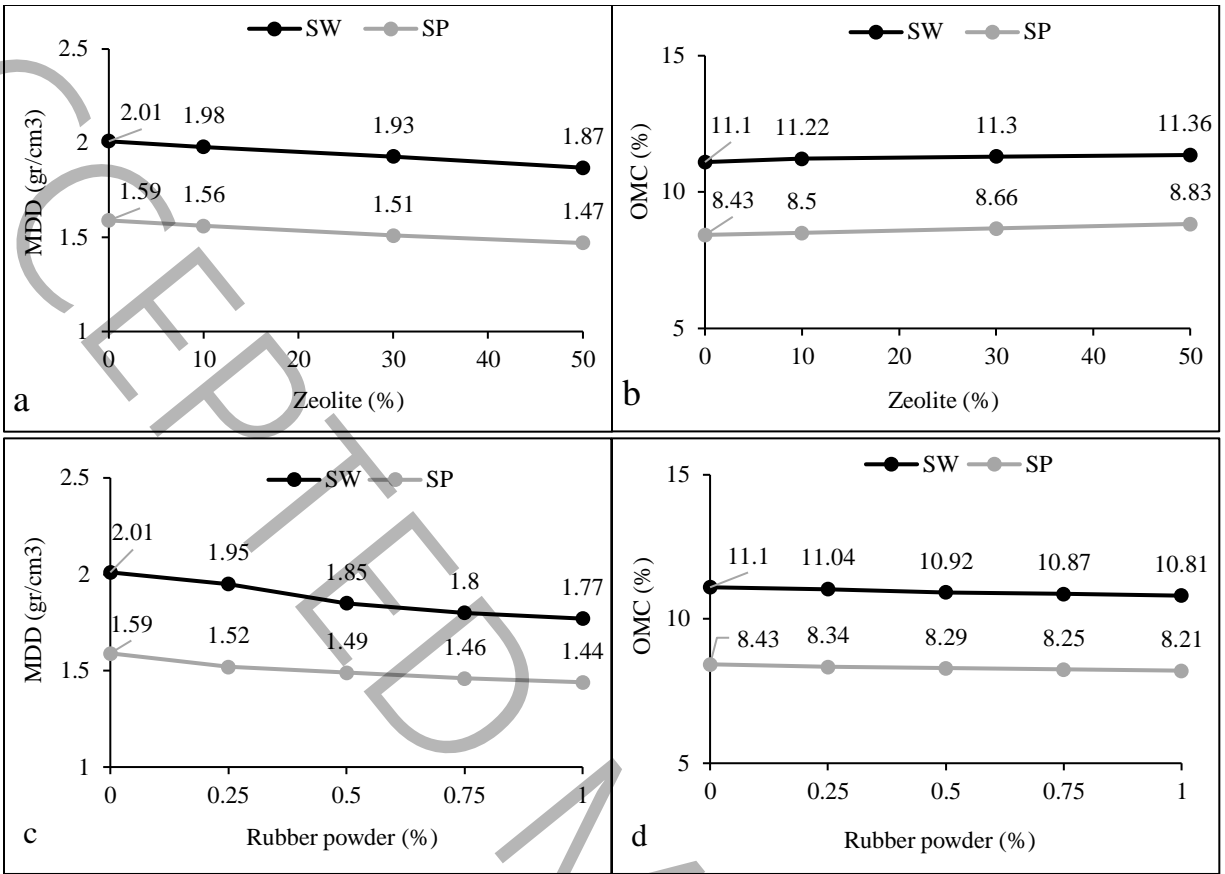 SW SP
2.5
2
1.5
1
MDD (gr/cm3)
2.01 1.98 1.93 1.87
1.59 1.56 1.51 1.47
0 10 20 30 40 50
Zeolite (%)
a
SW SP
15
10
5
OMC (%)
11.1 11.22 11.3 11.36
8.43 8.5 8.66 8.83
0 10 20 30 40 50
Zeolite (%)
b
SW SP
2.5
2
1.5
1
MDD (gr/cm3)
2.01 1.95 1.85 1.8 1.77
1.59 1.52 1.49 1.46 1.44
0 0.25 0.5 0.75 1
Rubber powder (%)
c
SW SP
15
10
5
OMC (%)
11.1 11.04 10.92 10.87 10.81
8.43 8.34 8.29 8.25 8.21
0 0.25 0.5 0.75 1
Rubber powder (%)
d
CCEPTED M